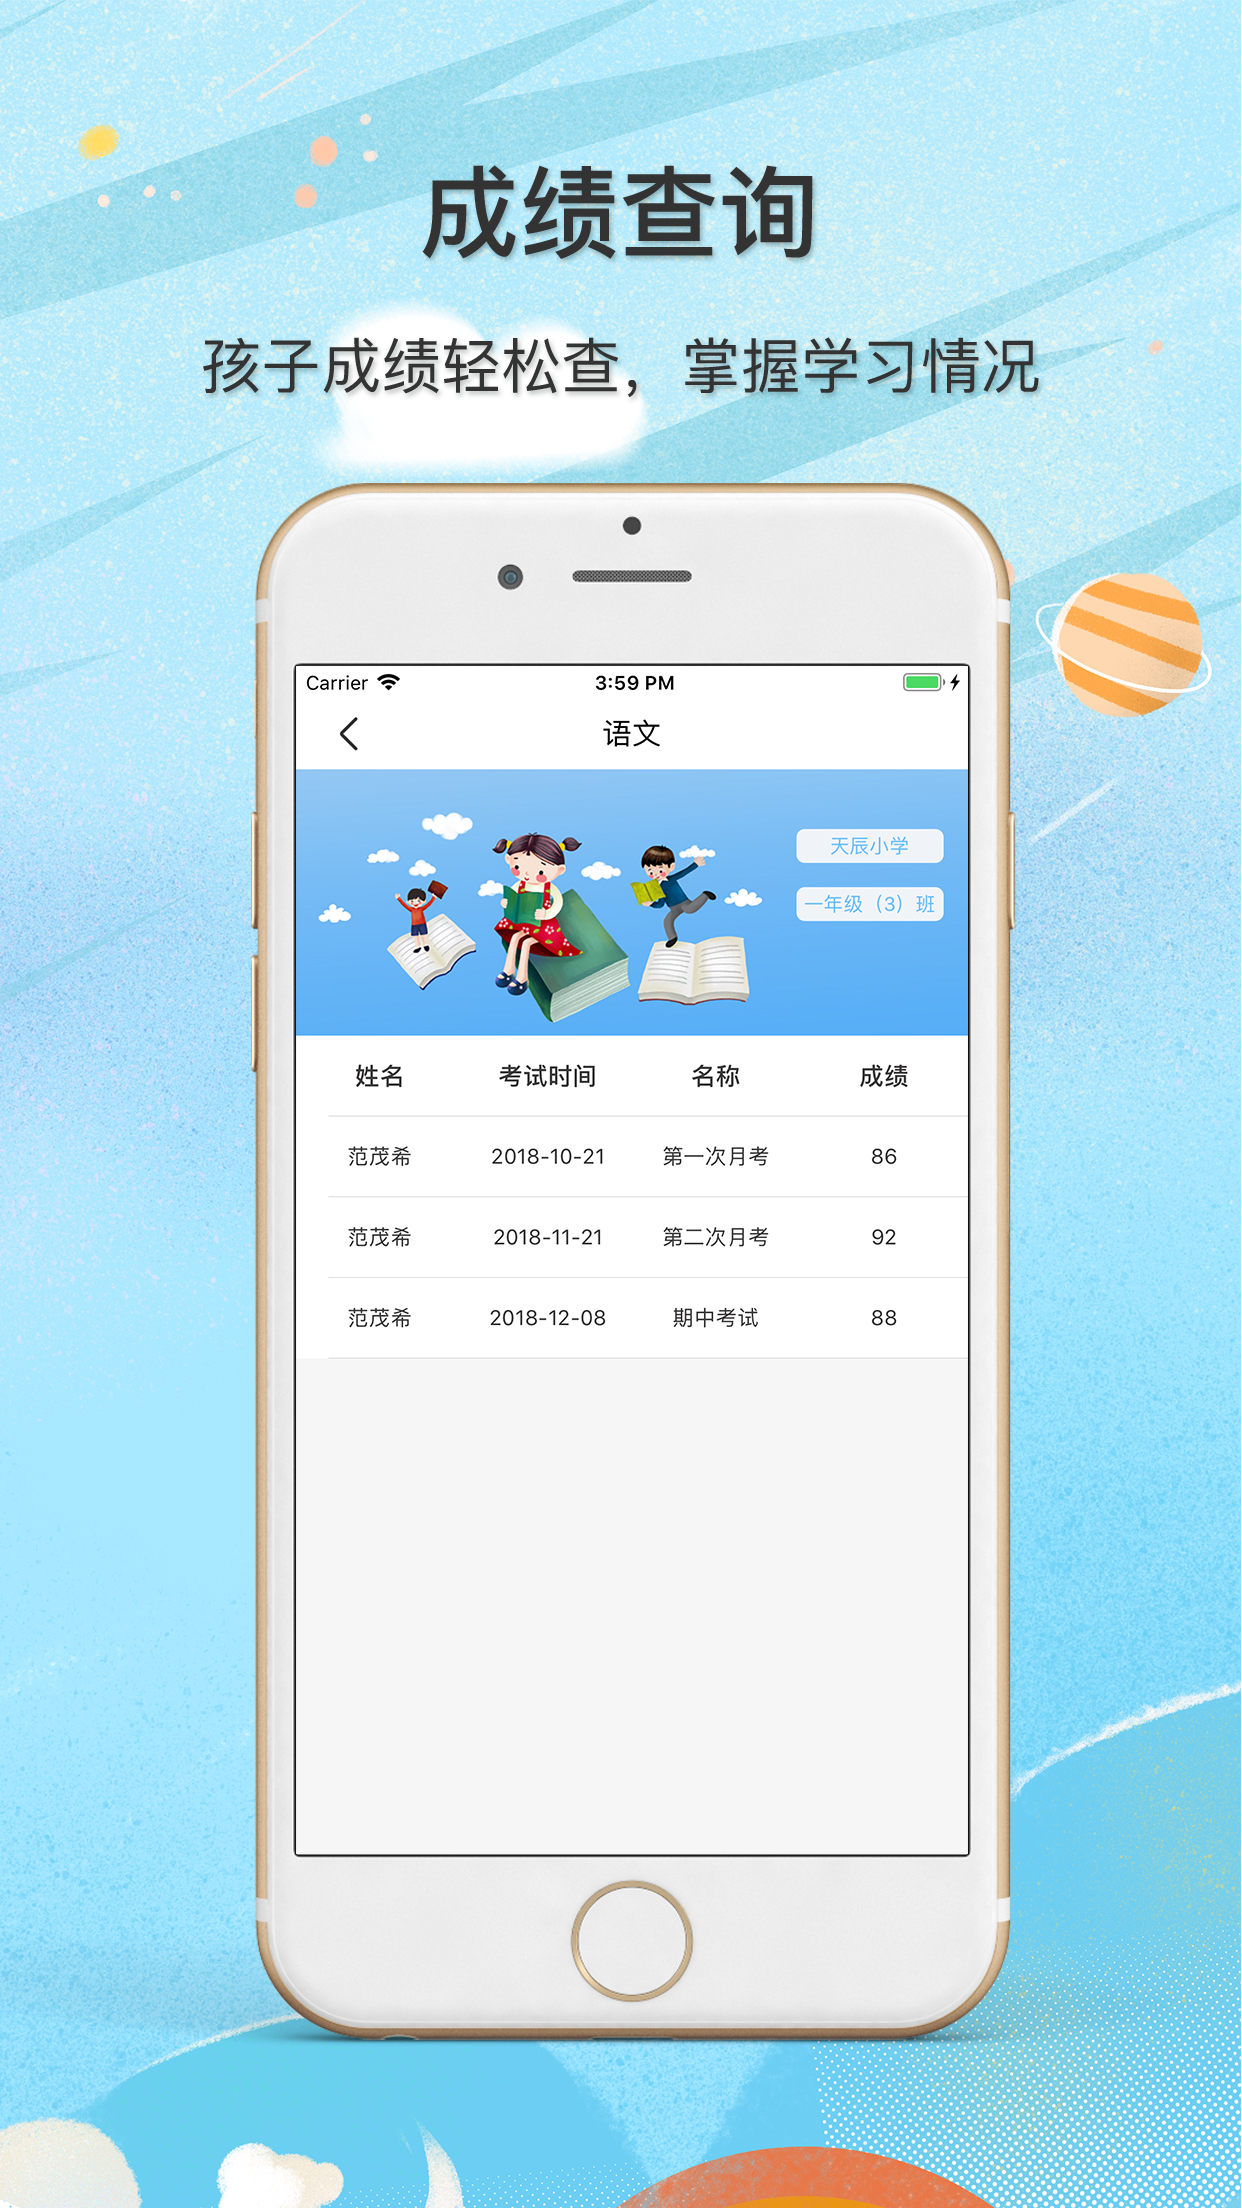 成绩查询
孩子成绩轻松查，掌握学习情况
Carrier 3:59 PM
语文
天辰小学
一年级（3）班
姓名 考试时间 名称 成绩
范茂希 2018-10-21 第一次月考 86
范茂希 2018-11-21 第二次月考 92
范茂希 2018-12-08 期中考试 88